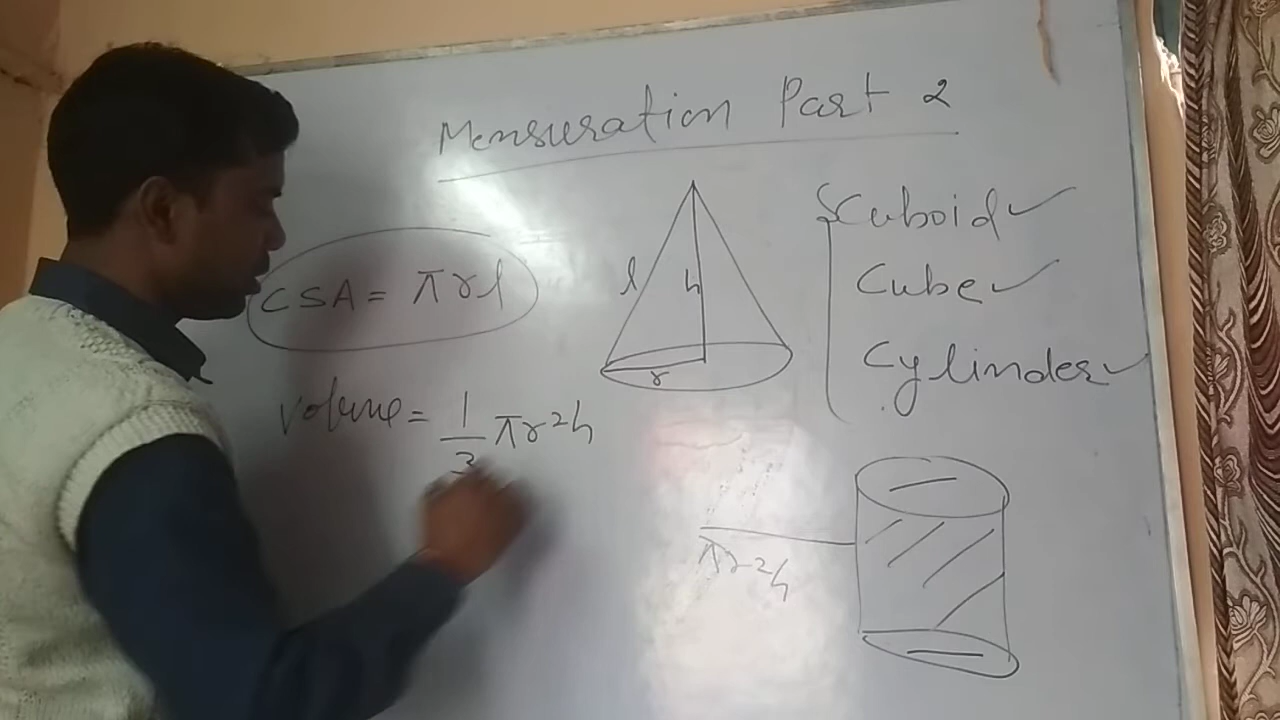 Mensuration Part 2
CSA = πrl
Volume = 1/3 πr²h
l
h
r
Cuboid ✓
Cube ✓
Cylinder ✓
πr²h